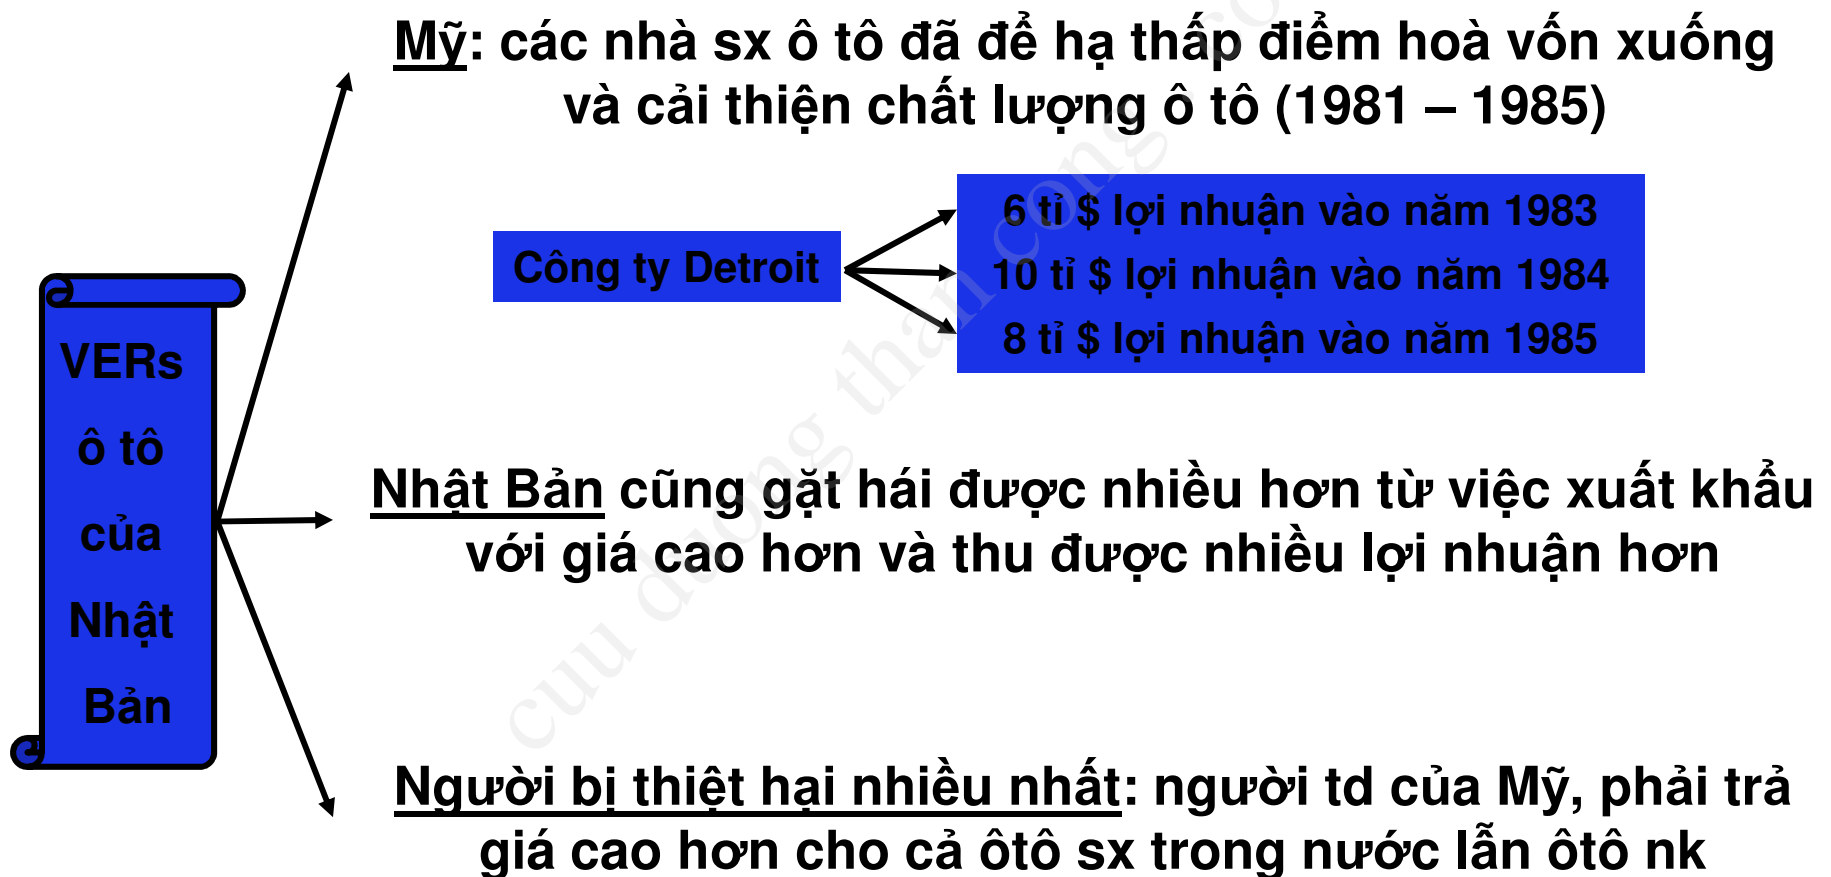 Mỹ: các nhà sx ô tô đã để hạ thấp điểm hoà vốn xuống
và cải thiện chất lượng ô tô (1981 – 1985)
Công ty Detroit
6 tỉ $ lợi nhuận vào năm 1983
10 tỉ $ lợi nhuận vào năm 1984
8 tỉ $ lợi nhuận vào năm 1985
VERs
ô tô
của
Nhật
Bản
Nhật Bản cũng gặt hái được nhiều hơn từ việc xuất khẩu
với giá cao hơn và thu được nhiều lợi nhuận hơn
Người bị thiệt hại nhiều nhất: người td của Mỹ, phải trả
giá cao hơn cho cả ôtô sx trong nước lẫn ôtô nk
cuu duong than cong . co